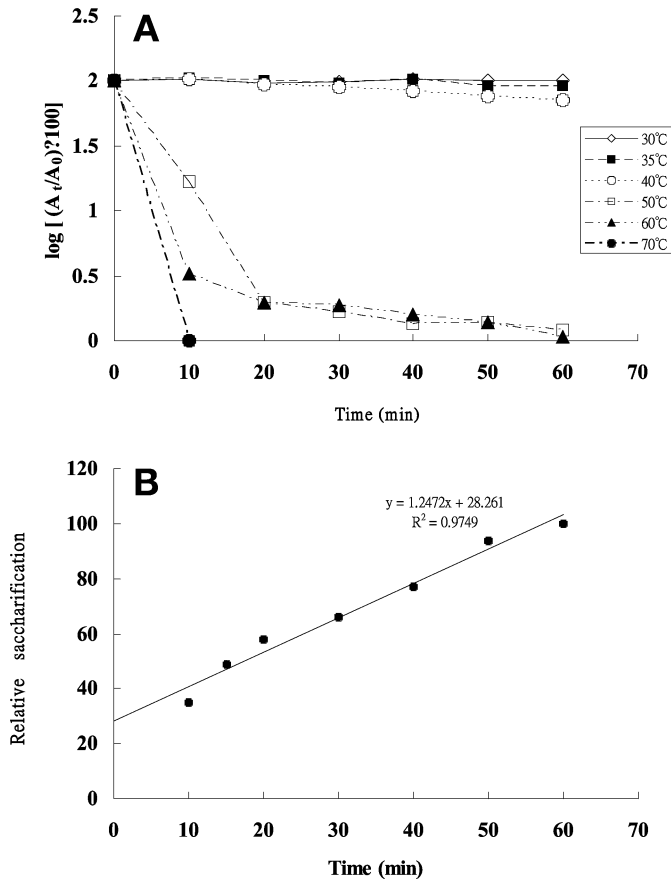 A
2.5
2
1.5
1
0.5
0
log [ (A t/A0)?100]
0 10 20 30 40 50 60 70
Time (min)
30℃
35℃
40℃
50℃
60℃
70℃
B
120
100
80
60
40
20
0
Relative saccharification
y = 1.2472x + 28.261
R² = 0.9749
0 10 20 30 40 50 60 70
Time (min)